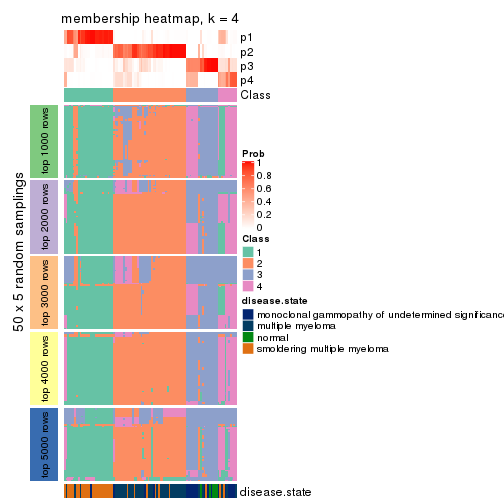 membership heatmap, k = 4
p1
p2
p3
p4
Class
50 x 5 random samplings
top 1000 rows
top 2000 rows
top 3000 rows
top 4000 rows
top 5000 rows
disease.state
Prob
1
0.8
0.6
0.4
0.2
0
Class
1
2
3
4
disease.state
monoclonal gammopathy of undetermined significance
multiple myeloma
normal
smoldering multiple myeloma